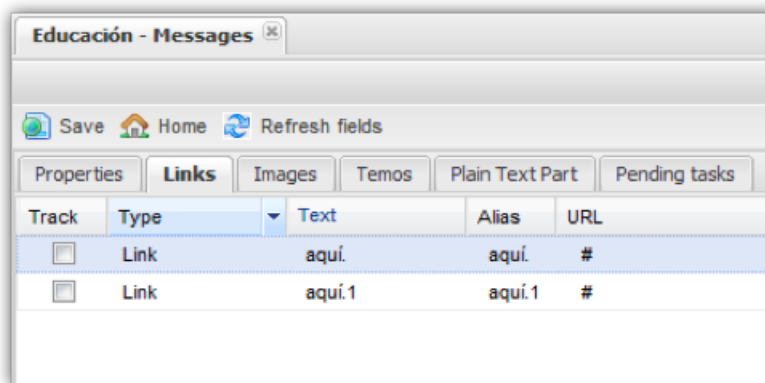 Educación - Messages
Save Home Refresh fields
Properties Links Images Temos Plain Text Part Pending tasks
Track Type Text Alias URL
Link aquí. aquí. #
Link aquí.1 aquí.1 #